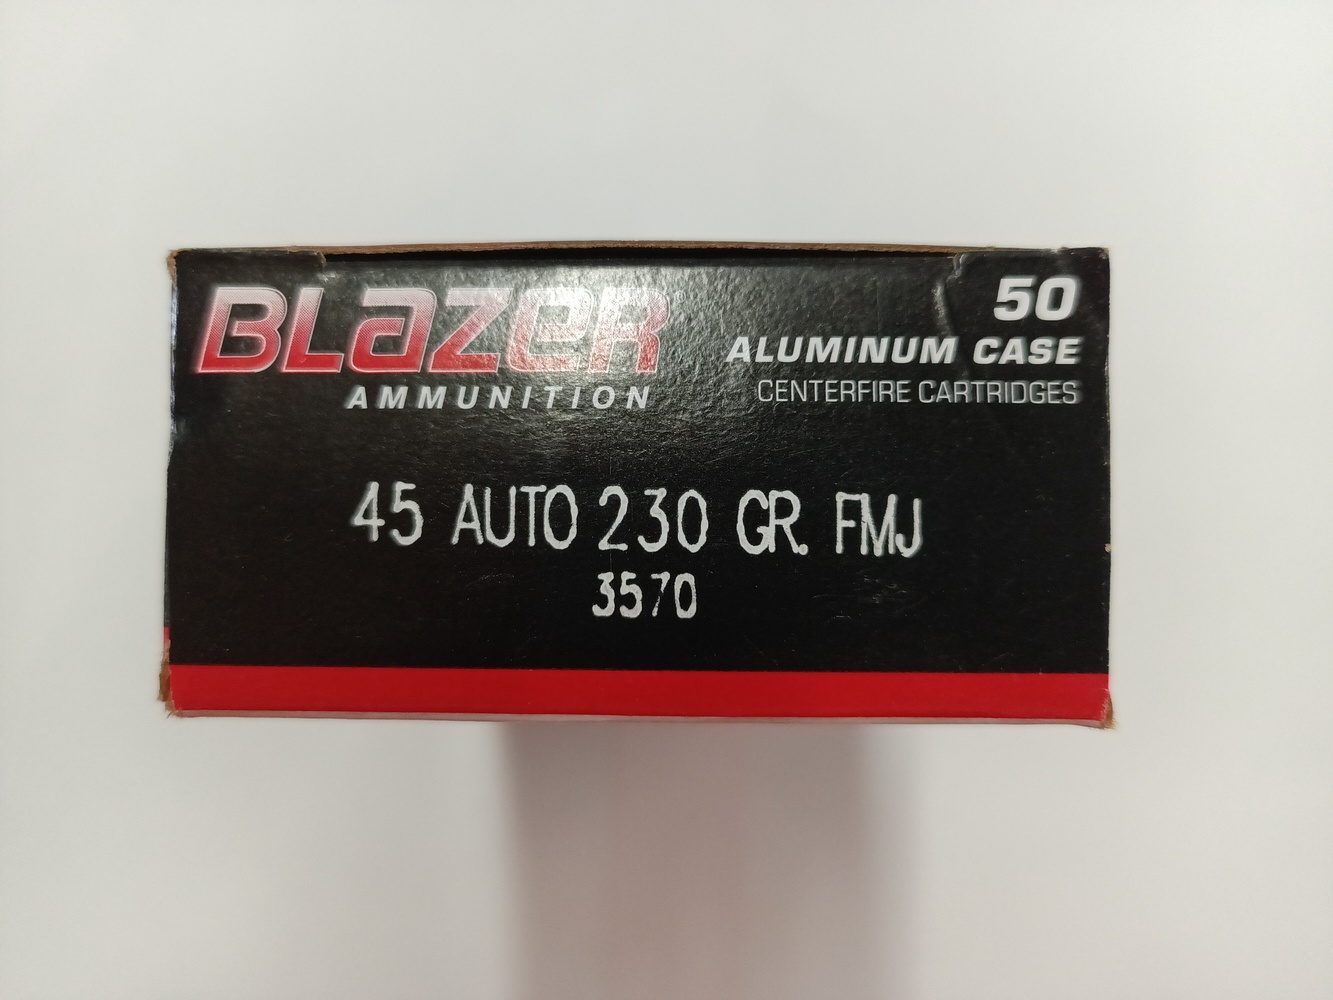 BLaZeR
AMMUNITION
50
ALUMINUM CASE
CENTERFIRE CARTRIDGES
45 AUTO 230 GR. FMJ
3570